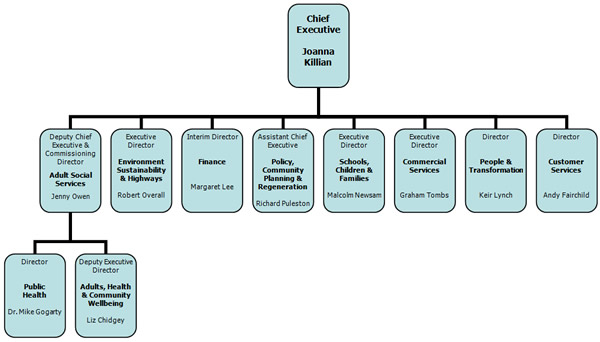 Chief
Executive
Joanna
Killian
Deputy Chief
Executive &
Commissioning
Director
Adult Social
Services
Jenny Owen
Executive
Director
Environment
Sustainability
& Highways
Robert Overall
Interim Director
Finance
Margaret Lee
Assistant Chief
Executive
Policy,
Community
Planning &
Regeneration
Richard Puleston
Executive
Director
Schools,
Children &
Families
Malcolm Newsam
Executive
Director
Commercial
Services
Graham Tombs
Director
People &
Transformation
Keir Lynch
Director
Customer
Services
Andy Fairchild
Director
Public
Health
Dr. Mike Gogarty
Deputy Executive
Director
Adults, Health
& Community
Wellbeing
Liz Chidgey